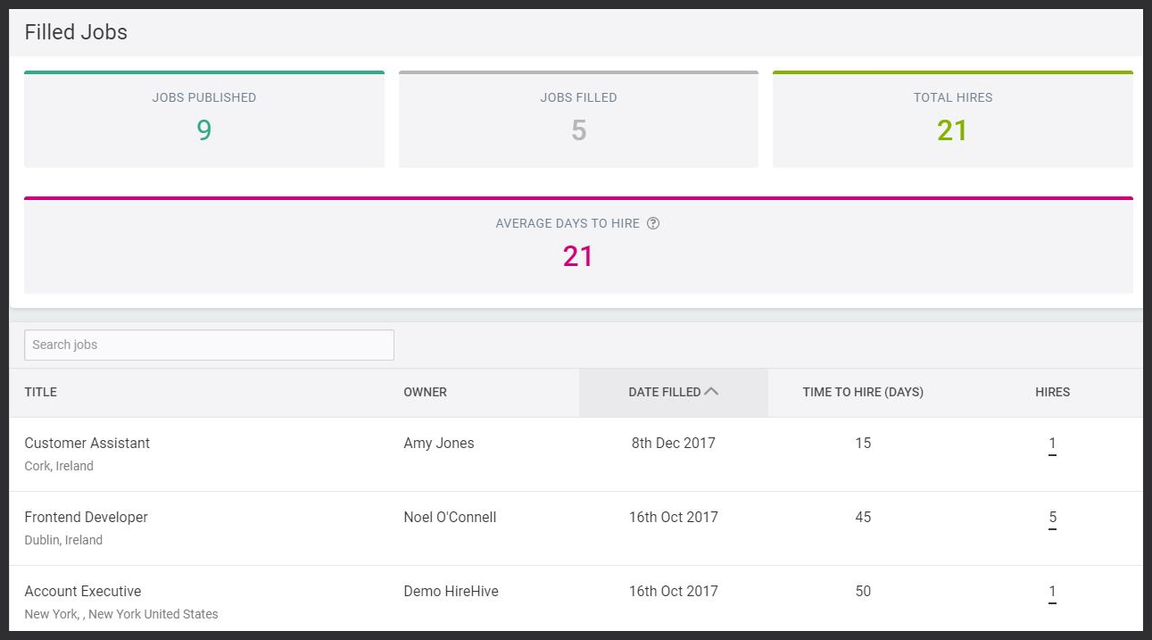 Filled Jobs
JOBS PUBLISHED
9
JOBS FILLED
5
TOTAL HIRES
21
AVERAGE DAYS TO HIRE ?
21
Search jobs
TITLE OWNER DATE FILLED TIME TO HIRE (DAYS) HIRES
Customer Assistant Amy Jones 8th Dec 2017 15 1
Cork, Ireland
Frontend Developer Noel O'Connell 16th Oct 2017 45 5
Dublin, Ireland
Account Executive Demo HireHive 16th Oct 2017 50 1
New York, , New York United States